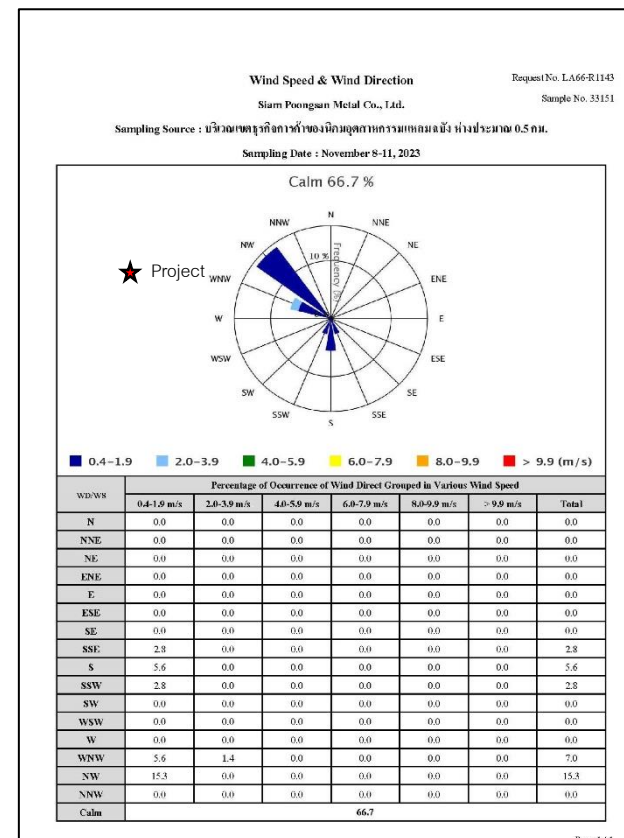 Wind Speed & Wind Direction
Request No. LA66-R1143
Siam Poongsan Metal Co., Ltd.
Sample No. 33151
Sampling Source : บริเวณเขตธุรกิจการค้าของนิคมอุตสาหกรรมแหลมฉบัง ห่างประมาณ 0.5 กม.
Sampling Date : November 8-11, 2023
Calm 66.7 %
N
NNW
NNE
NW
NE
10 %
Frequency (%)
Project
WNW
ENE
W
E
WSW
ESE
SW
SE
SSW
SSE
S
0.4-1.9 2.0-3.9 4.0-5.9 6.0-7.9 8.0-9.9 > 9.9 (m/s)
WD/WS Percentage of Occurrence of Wind Direct Grouped in Various Wind Speed
0.4-1.9 m/s 2.0-3.9 m/s 4.0-5.9 m/s 6.0-7.9 m/s 8.0-9.9 m/s > 9.9 m/s Total
N 0.0 0.0 0.0 0.0 0.0 0.0 0.0
NNE 0.0 0.0 0.0 0.0 0.0 0.0 0.0
NE 0.0 0.0 0.0 0.0 0.0 0.0 0.0
ENE 0.0 0.0 0.0 0.0 0.0 0.0 0.0
E 0.0 0.0 0.0 0.0 0.0 0.0 0.0
ESE 0.0 0.0 0.0 0.0 0.0 0.0 0.0
SE 0.0 0.0 0.0 0.0 0.0 0.0 0.0
SSE 2.8 0.0 0.0 0.0 0.0 0.0 2.8
S 5.6 0.0 0.0 0.0 0.0 0.0 5.6
SSW 2.8 0.0 0.0 0.0 0.0 0.0 2.8
SW 0.0 0.0 0.0 0.0 0.0 0.0 0.0
WSW 0.0 0.0 0.0 0.0 0.0 0.0 0.0
W 0.0 0.0 0.0 0.0 0.0 0.0 0.0
WNW 5.6 1.4 0.0 0.0 0.0 0.0 7.0
NW 15.3 0.0 0.0 0.0 0.0 0.0 15.3
NNW 0.0 0.0 0.0 0.0 0.0 0.0 0.0
Calm 66.7